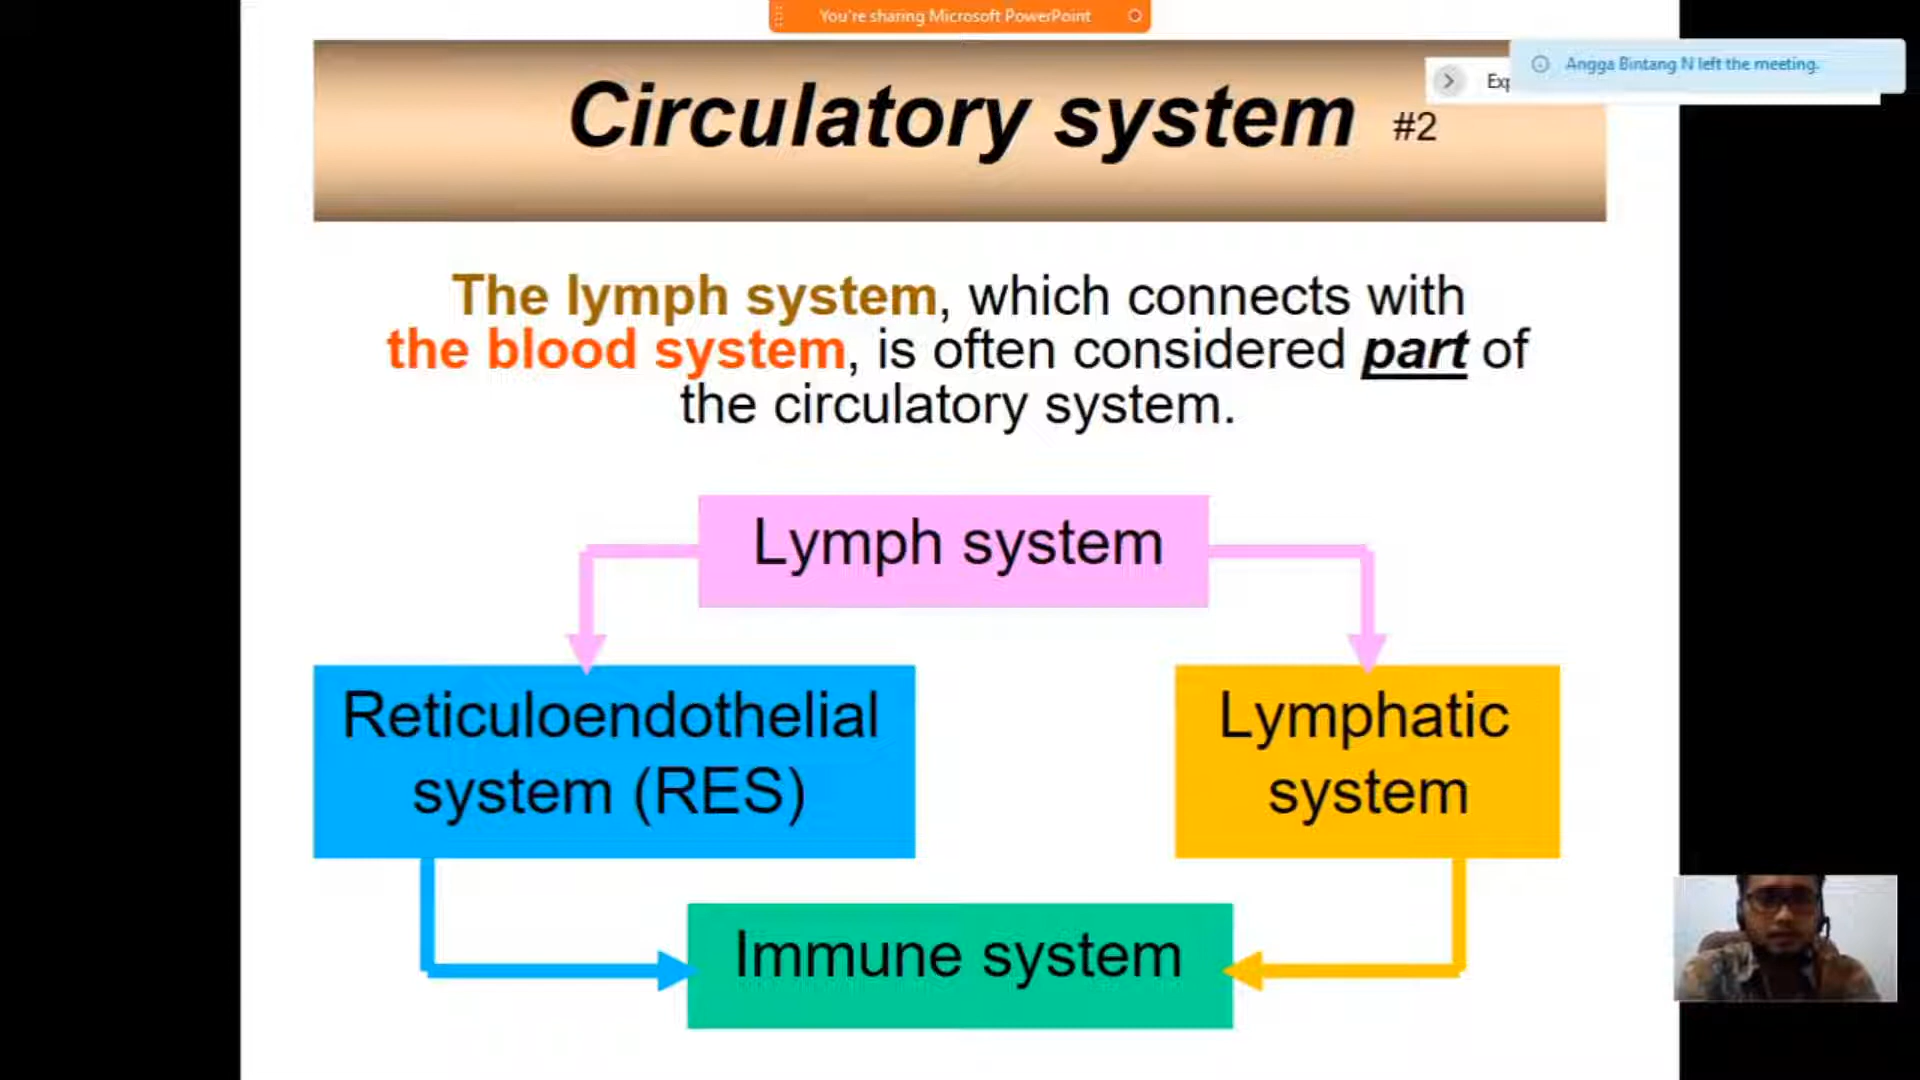 You're sharing Microsoft PowerPoint
Angga Bintang N left the meeting.
Circulatory system #2
The lymph system, which connects with
the blood system, is often considered part of
the circulatory system.
Lymph system
Reticuloendothelial
system (RES)
Lymphatic
system
Immune system